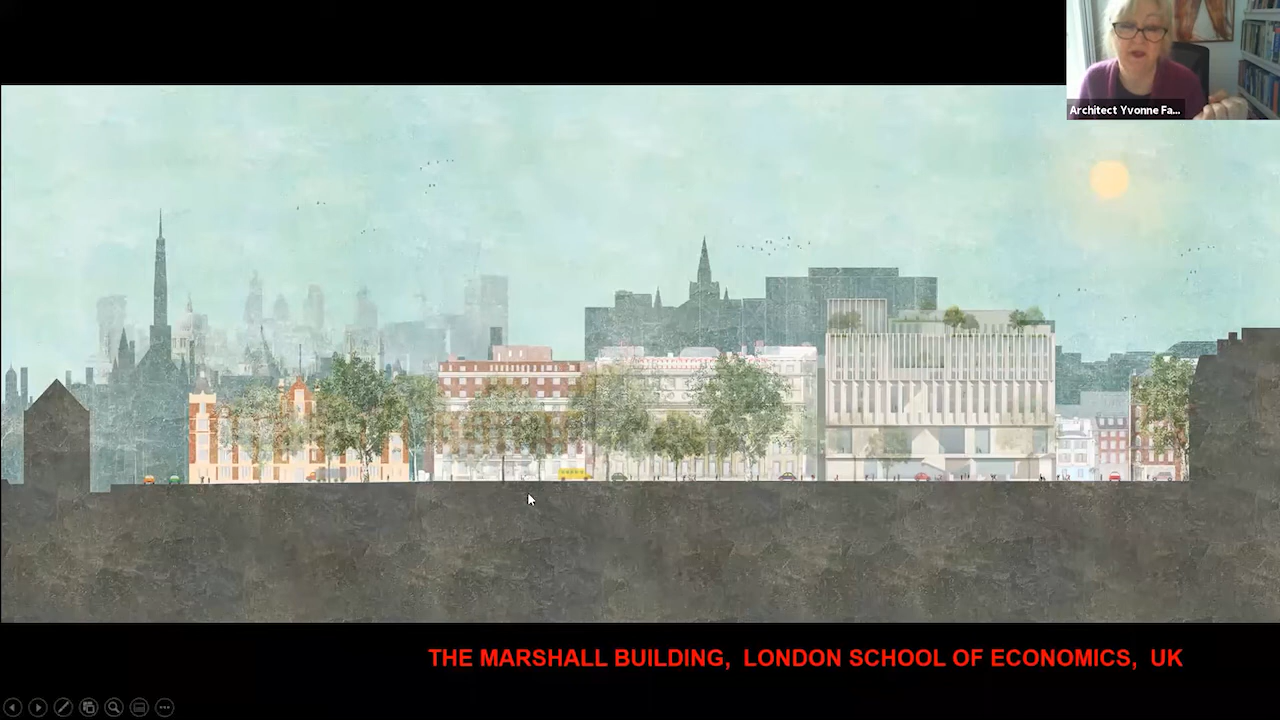 Architect Yvonne Fa...
THE MARSHALL BUILDING, LONDON SCHOOL OF ECONOMICS, UK